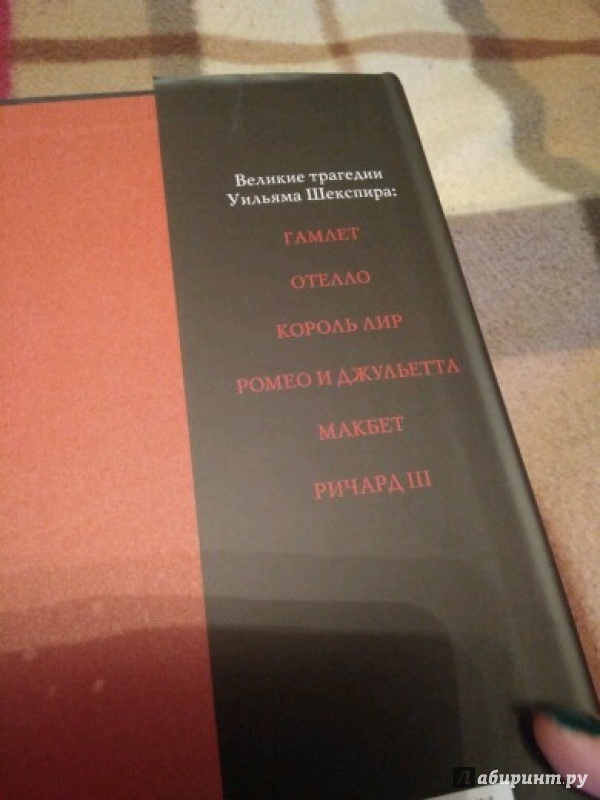 Великие трагедии
Уильяма Шекспира:
ГАМЛЕТ
ОТЕЛЛО
КОРОЛЬ ЛИР
РОМЕО И ДЖУЛЬЕТТА
МАКБЕТ
РИЧАРД III
Лабиринт.ру